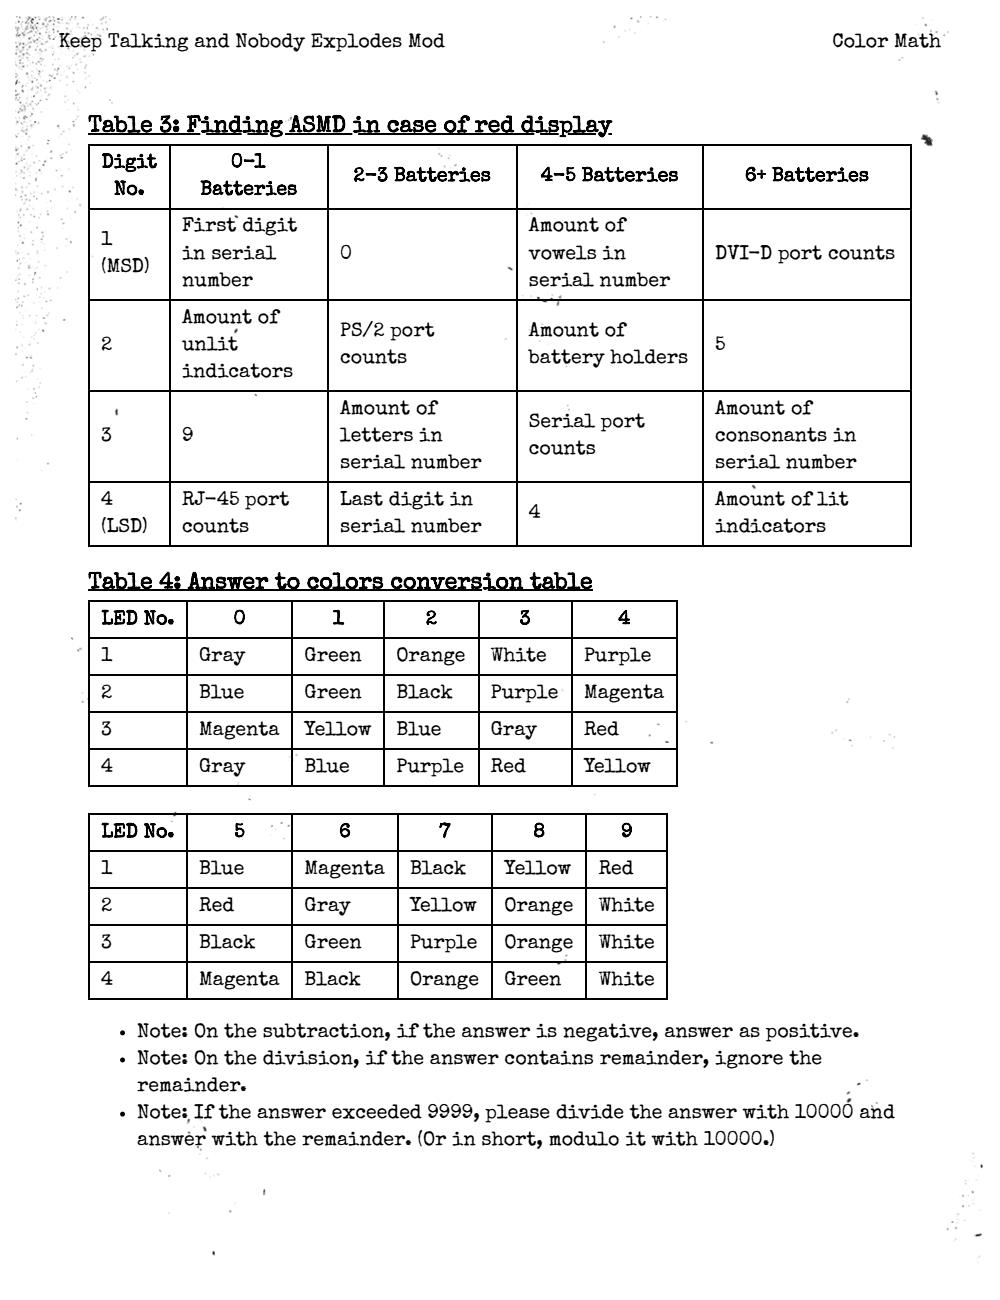 Keep Talking and Nobody Explodes Mod Color Math
Table 3: Finding ASMD in case of red display
Digit No. 0-1 Batteries 2-3 Batteries 4-5 Batteries 6+ Batteries
1 (MSD) First digit in serial number 0 Amount of vowels in serial number DVI-D port counts
2 Amount of unlit indicators PS/2 port counts Amount of battery holders 5
3 9 Amount of letters in serial number Serial port counts Amount of consonants in serial number
4 (LSD) RJ-45 port counts Last digit in serial number 4 Amount of lit indicators
Table 4: Answer to colors conversion table
LED No. 0 1 2 3 4
1 Gray Green Orange White Purple
2 Blue Green Black Purple Magenta
3 Magenta Yellow Blue Gray Red
4 Gray Blue Purple Red Yellow
LED No. 5 6 7 8 9
1 Blue Magenta Black Yellow Red
2 Red Gray Yellow Orange White
3 Black Green Purple Orange White
4 Magenta Black Orange Green White
• Note: On the subtraction, if the answer is negative, answer as positive.
• Note: On the division, if the answer contains remainder, ignore the
remainder.
• Note: If the answer exceeded 9999, please divide the answer with 10000 and
answer with the remainder. (Or in short, modulo it with 10000.)